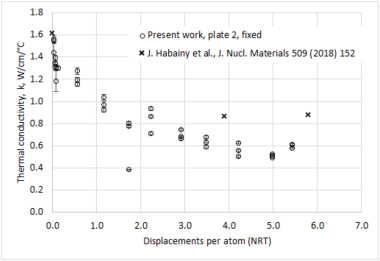 1.8
1.6
1.4
1.2
1.0
0.8
0.6
0.4
0.2
0.0
0.0 1.0 2.0 3.0 4.0 5.0 6.0 7.0
Thermal conductivity, k, W/cm/°C
Displacements per atom (NRT)
Present work, plate 2, fixed
J. Habainy et al., J. Nucl. Materials 509 (2018) 152